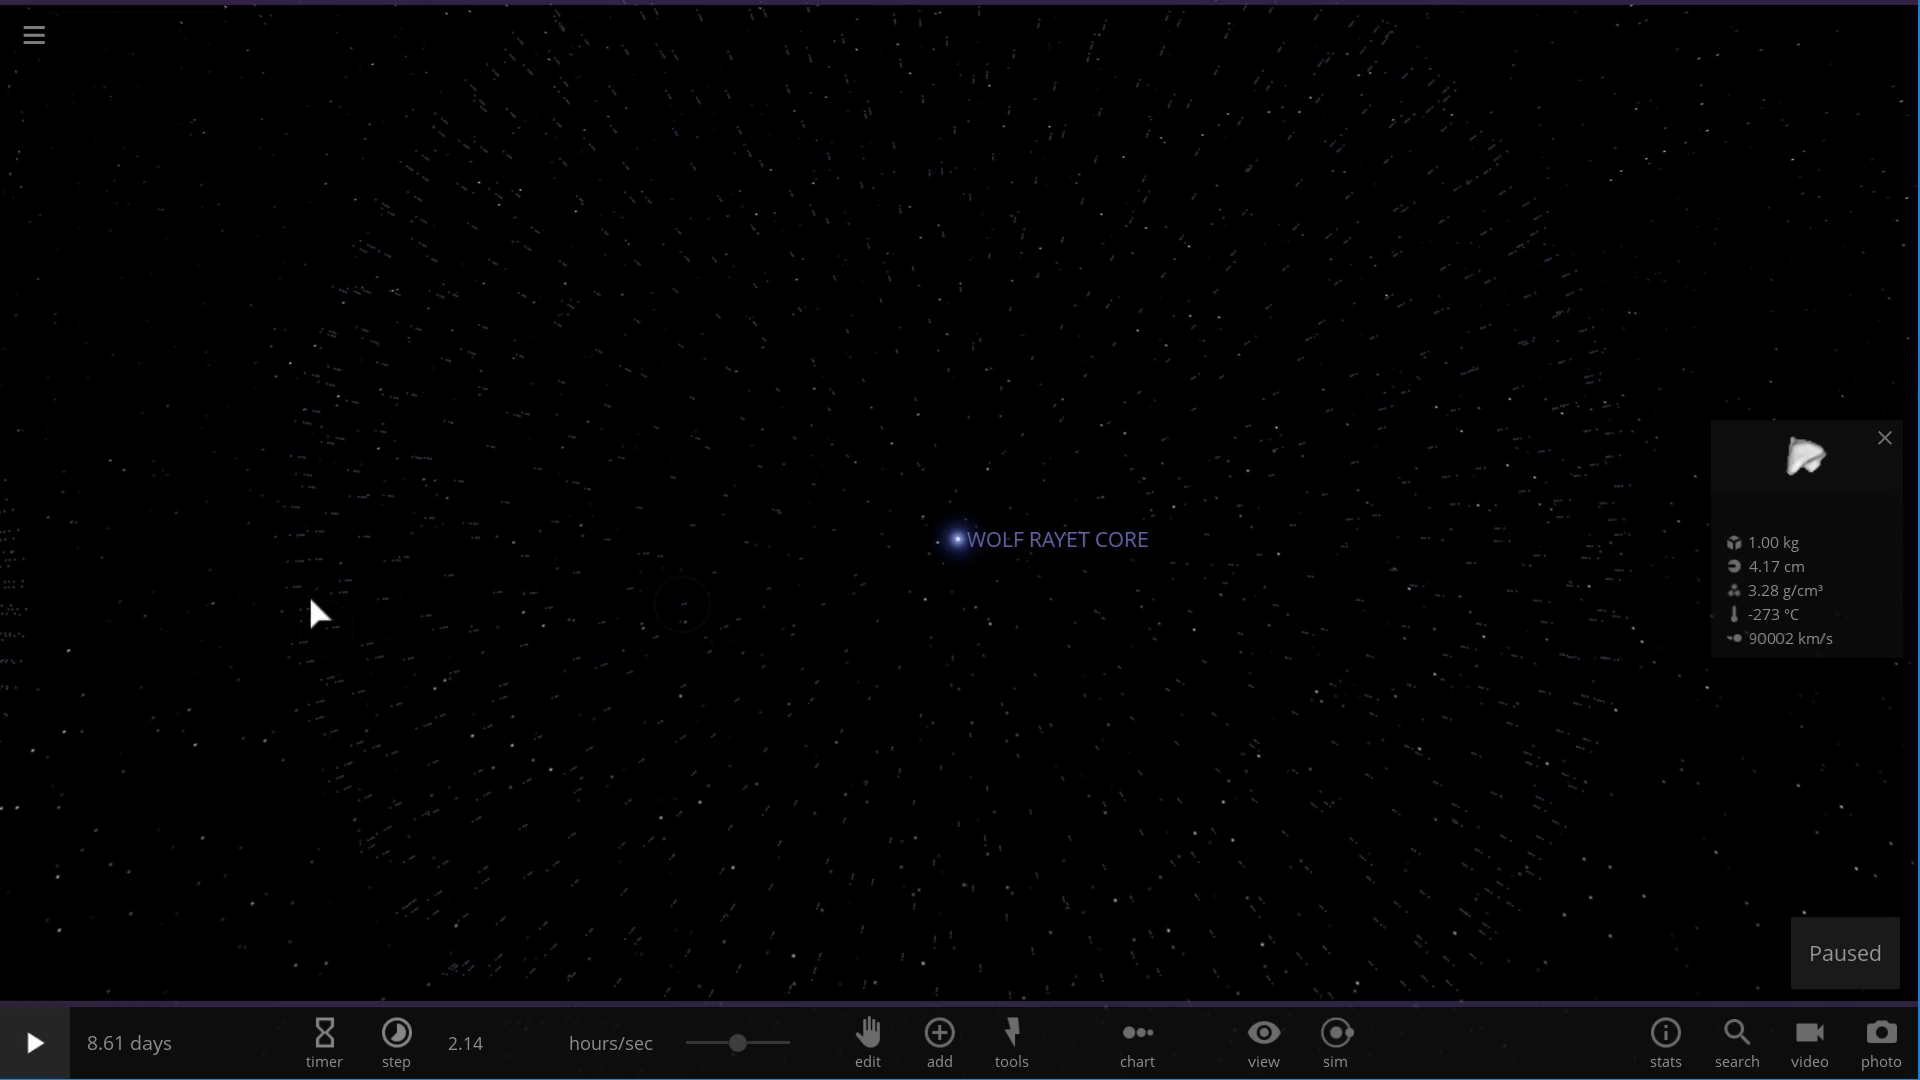 WOLF RAYET CORE
1.00 kg
4.17 cm
3.28 g/cm³
-273 °C
90002 km/s
Paused
8.61 days
timer
step
2.14
hours/sec
edit
add
tools
chart
view
sim
stats
search
video
photo